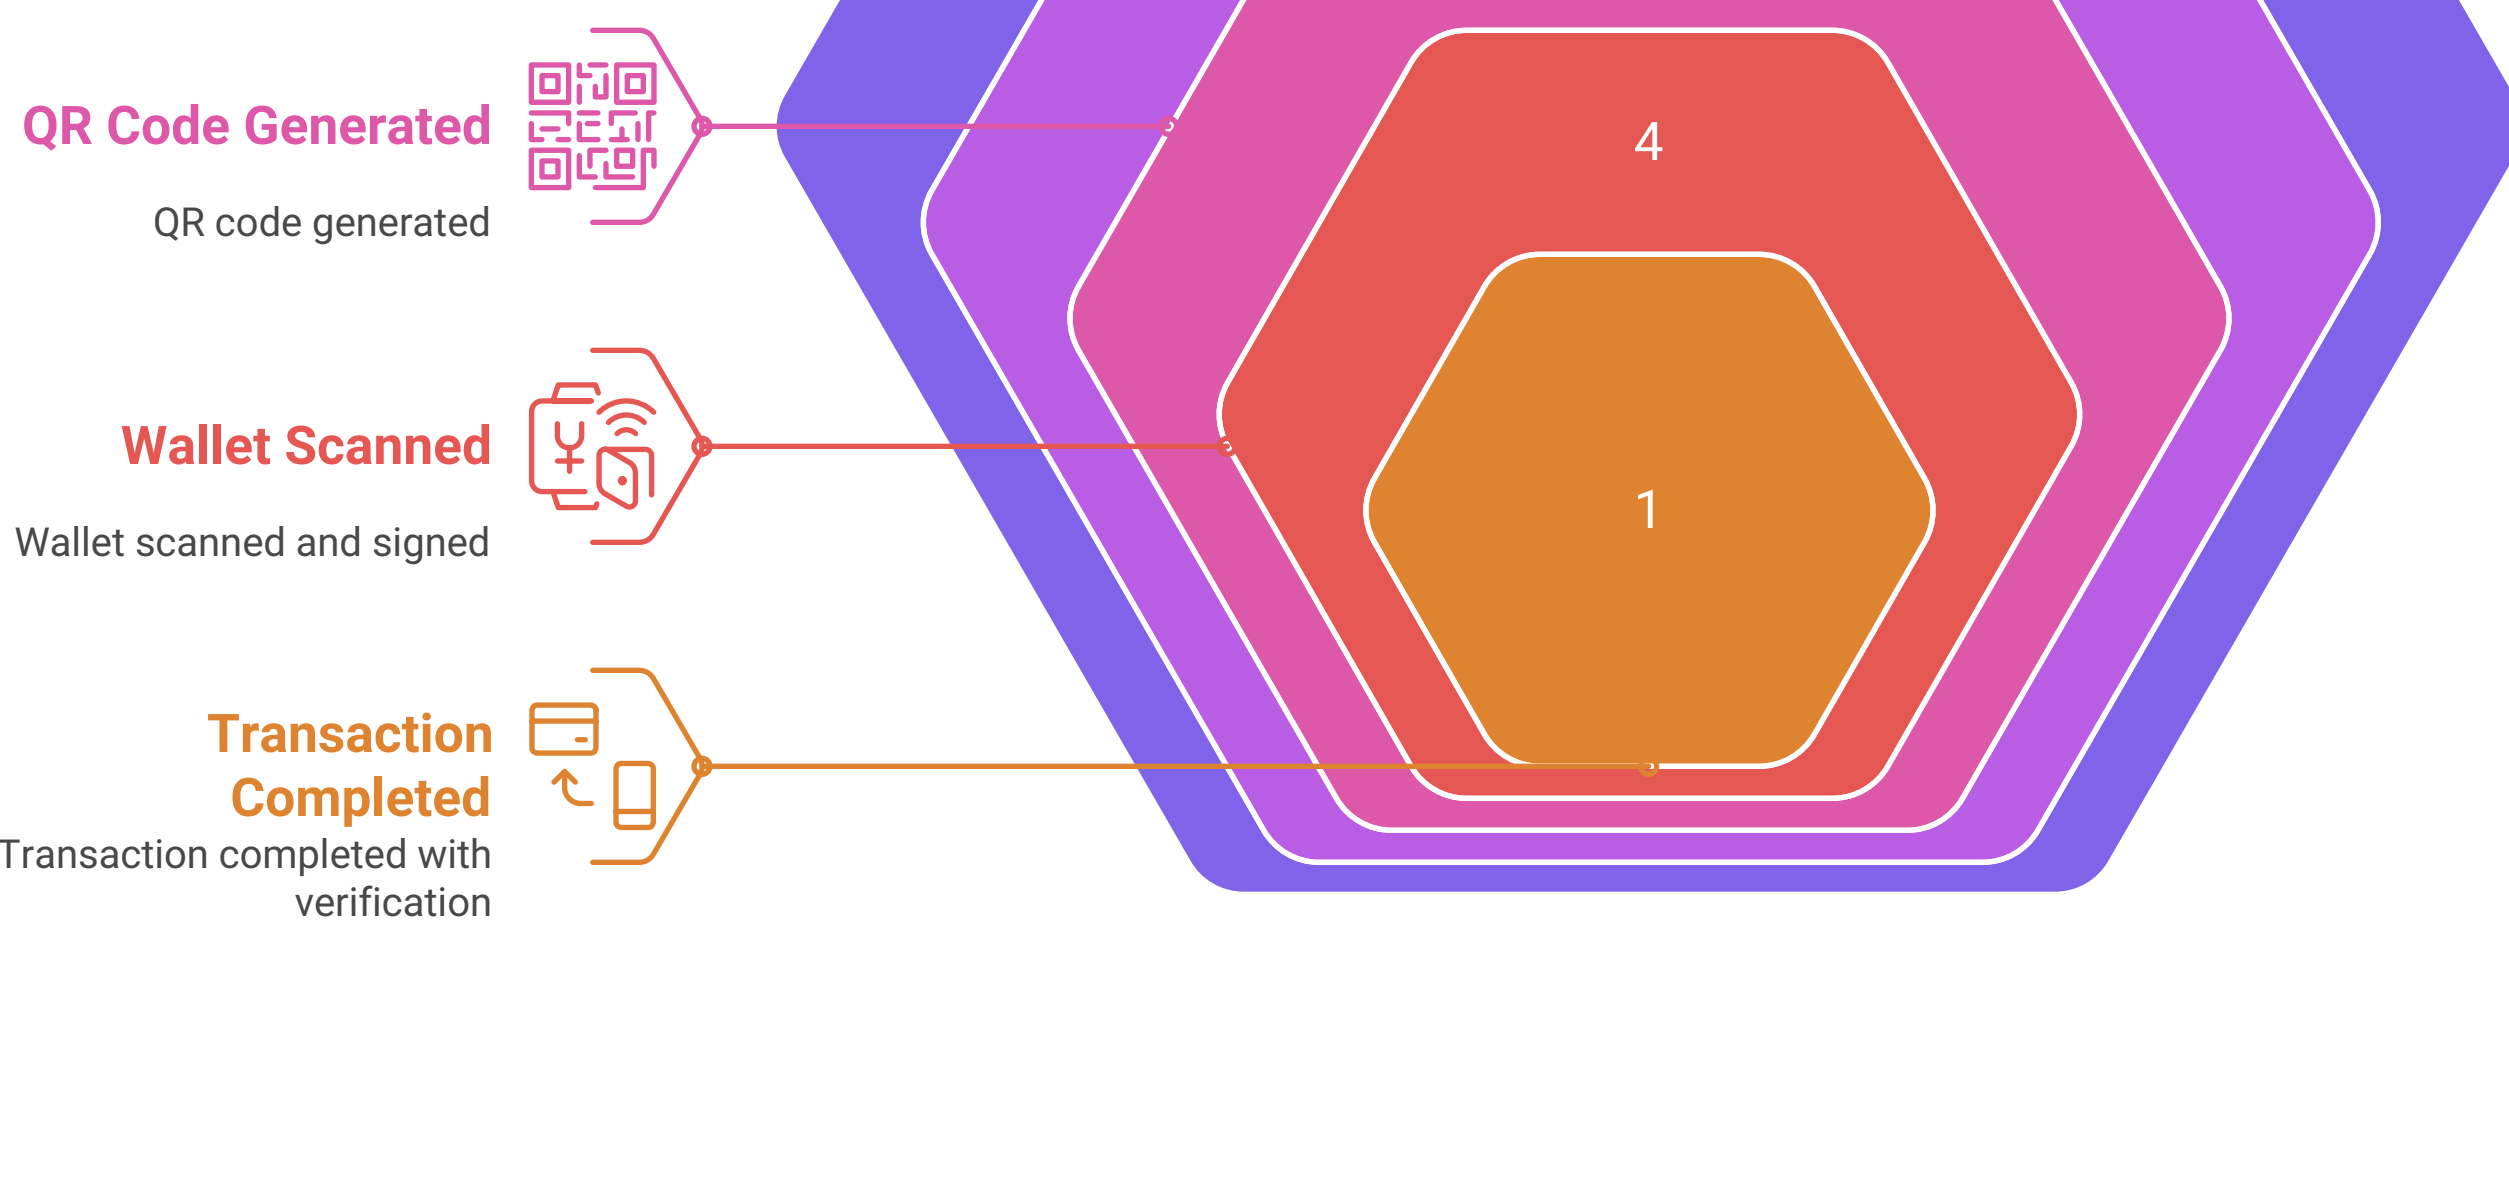 QR Code Generated
QR code generated
4
Wallet Scanned
Wallet scanned and signed
1
Transaction
Completed
Transaction completed with
verification